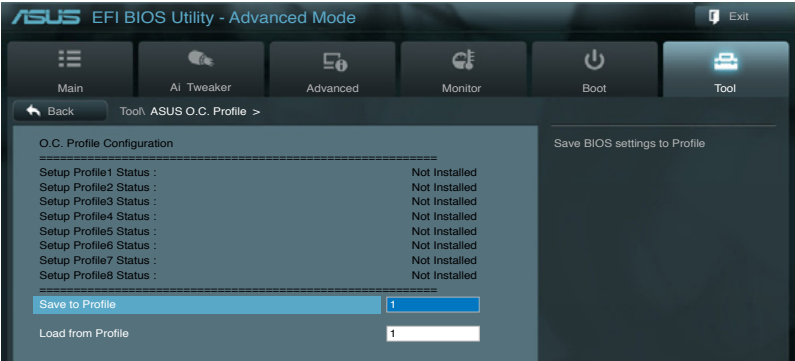 ASUS EFI BIOS Utility - Advanced Mode
Exit
Main Ai Tweaker Advanced Monitor Boot Tool
Back Tool\ ASUS O.C. Profile >
O.C. Profile Configuration
============================================================
Setup Profile1 Status : Not Installed
Setup Profile2 Status : Not Installed
Setup Profile3 Status : Not Installed
Setup Profile4 Status : Not Installed
Setup Profile5 Status : Not Installed
Setup Profile6 Status : Not Installed
Setup Profile7 Status : Not Installed
Setup Profile8 Status : Not Installed
============================================================
Save to Profile 1
Load from Profile 1
Save BIOS settings to Profile